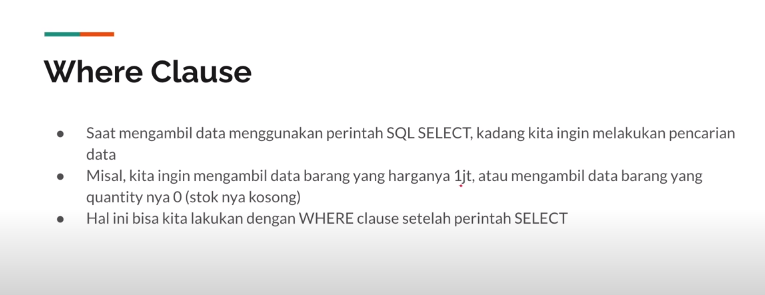 Where Clause
● Saat mengambil data menggunakan perintah SQL SELECT, kadang kita ingin melakukan pencarian
data
● Misal, kita ingin mengambil data barang yang harganya 1jt, atau mengambil data barang yang
quantity nya 0 (stok nya kosong)
● Hal ini bisa kita lakukan dengan WHERE clause setelah perintah SELECT